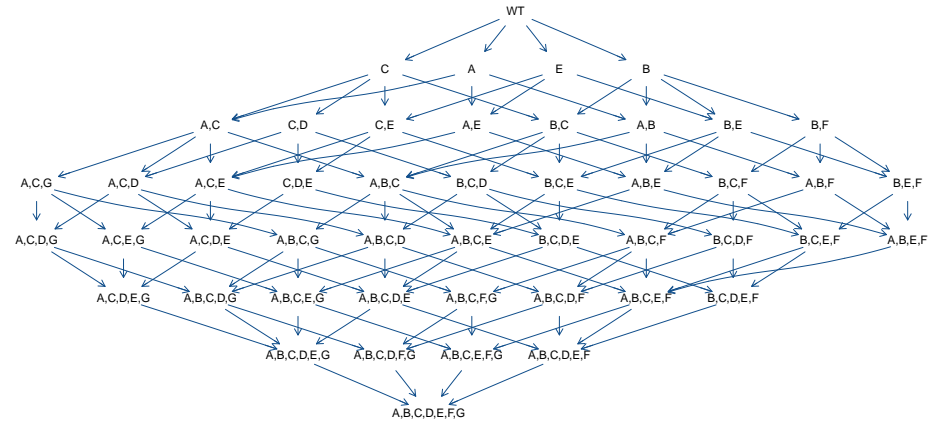 WT
C A E B
A,C C,D C,E A,E B,C A,B B,E B,F
A,C,G A,C,D A,C,E C,D,E A,B,C B,C,D B,C,E A,B,E B,C,F A,B,F B,E,F
A,C,D,G A,C,E,G A,C,D,E A,B,C,G A,B,C,D A,B,C,E B,C,D,E A,B,C,F B,C,D,F B,C,E,F A,B,E,F
A,C,D,E,G A,B,C,D,G A,B,C,E,G A,B,C,D,E A,B,C,F,G A,B,C,D,F A,B,C,E,F B,C,D,E,F
A,B,C,D,E,G A,B,C,D,F,G A,B,C,E,F,G A,B,C,D,E,F
A,B,C,D,E,F,G